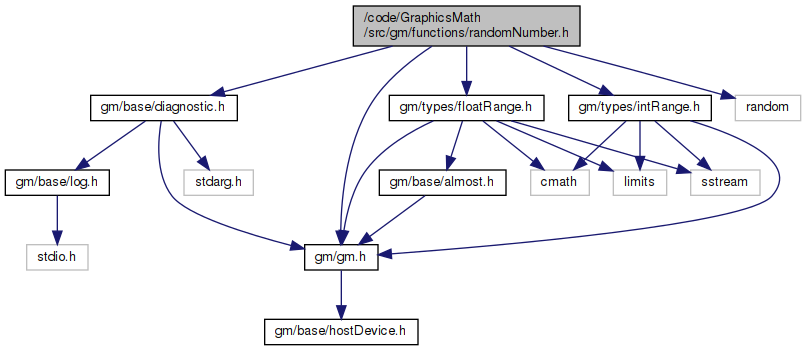 /code/GraphicsMath
/src/gm/functions/randomNumber.h
gm/base/diagnostic.h
gm/types/floatRange.h
gm/types/intRange.h
random
gm/base/log.h
stdarg.h
gm/base/almost.h
cmath
limits
sstream
stdio.h
gm/gm.h
gm/base/hostDevice.h